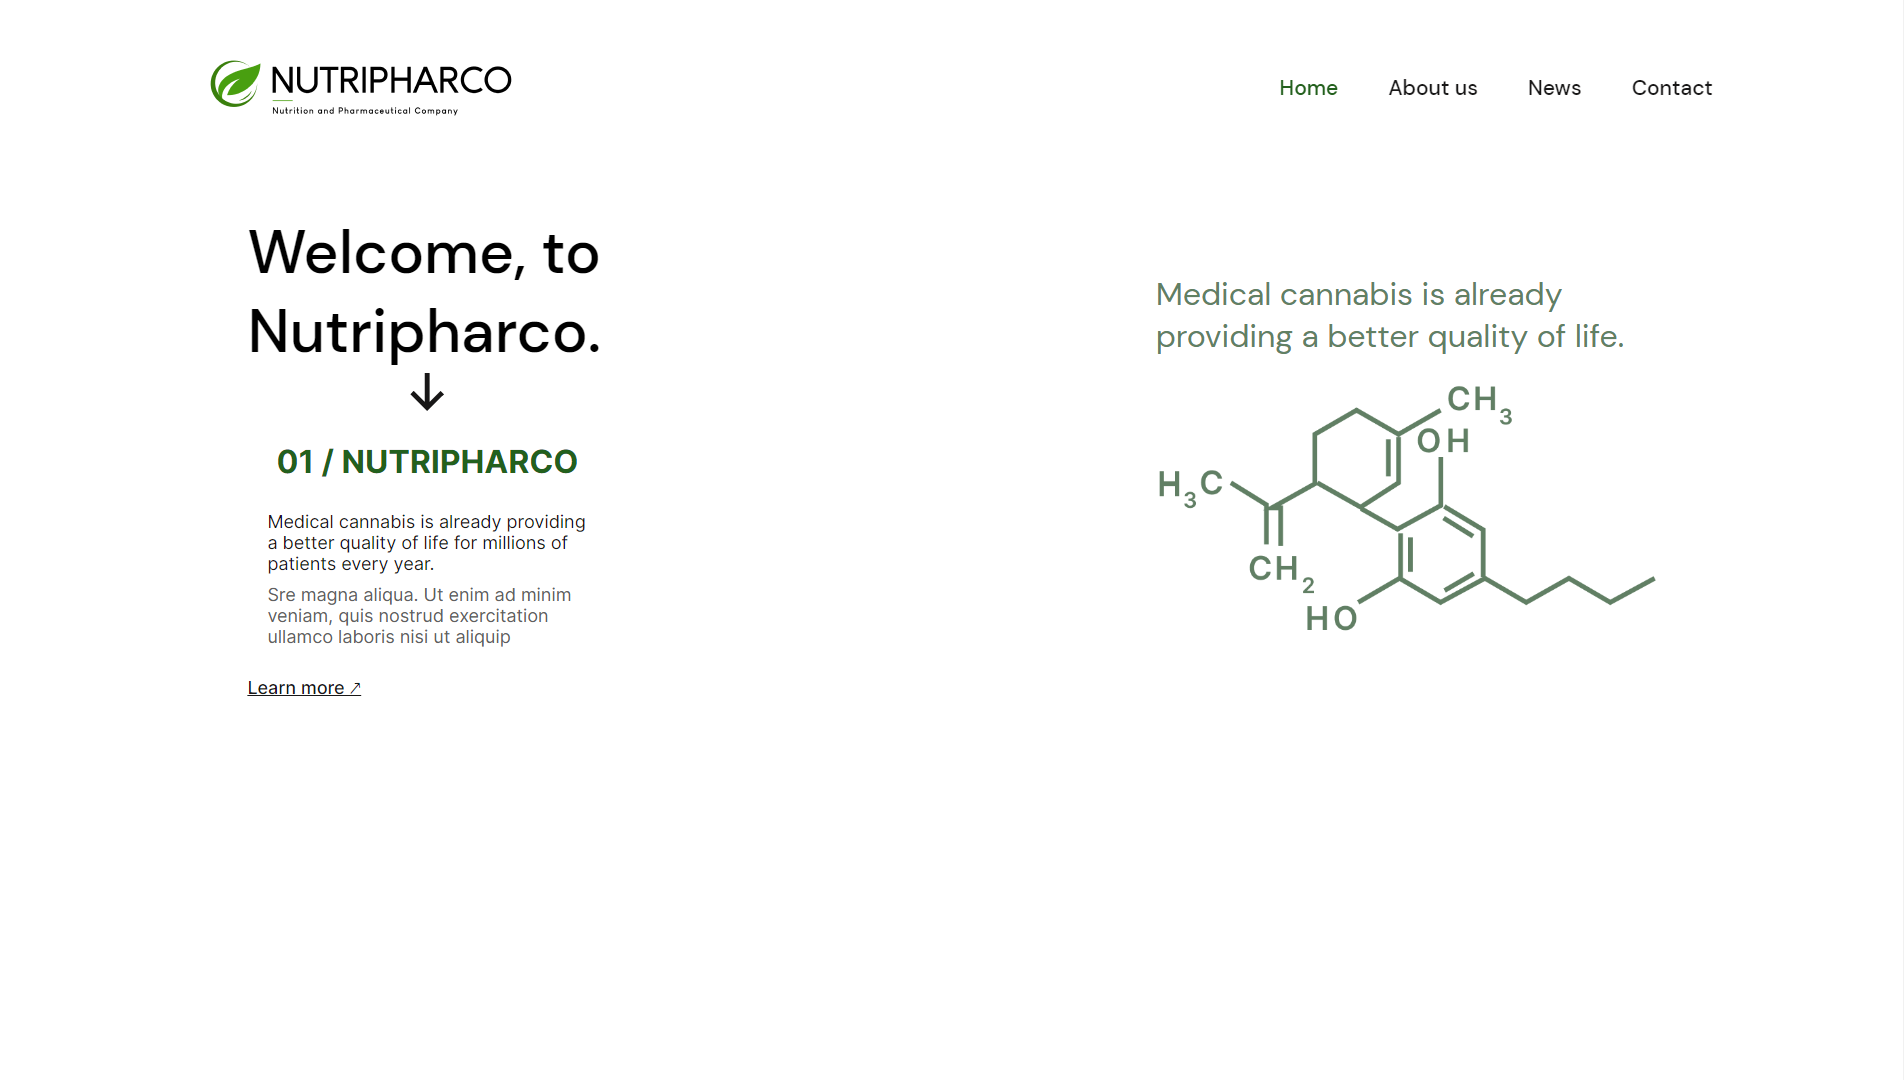 NUTRIPHARCO
Nutrition and Pharmaceutical Company
Home About us News Contact
Welcome, to
Nutripharco.
↓
01 / NUTRIPHARCO
Medical cannabis is already providing
a better quality of life for millions of
patients every year.
Sre magna aliqua. Ut enim ad minim
veniam, quis nostrud exercitation
ullamco laboris nisi ut aliquip
Learn more ↗
Medical cannabis is already
providing a better quality of life.
CH3
OH
H3C
CH2
HO